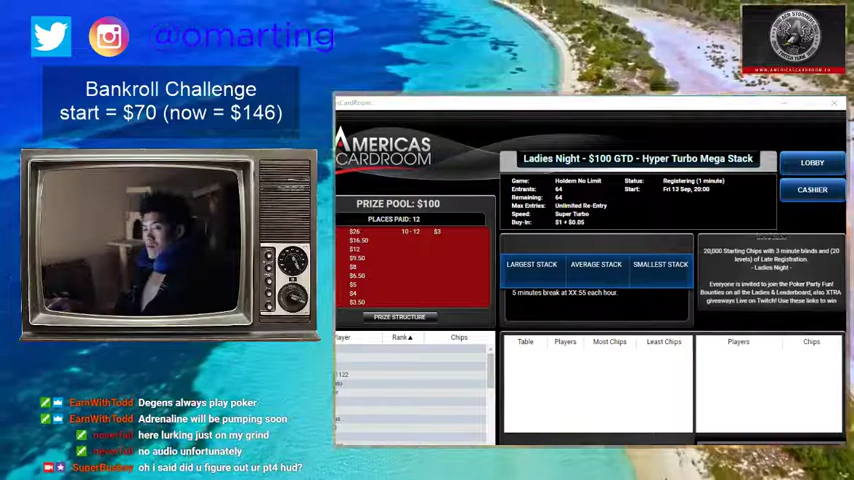 @omarting
Bankroll Challenge
start = $70 (now = $146)
WWW.AMERICASCARDROOM.EU
AMERICAS
CARDROOM
Ladies Night - $100 GTD - Hyper Turbo Mega Stack
LOBBY
CASHIER
Game: Holdem No Limit
Entrants: 64
Remaining: 64
Max Entries: Unlimited Re-Entry
Speed: Super Turbo
Buy-In: $1 + $0.05
Status: Registering (1 minute)
Start: Fri 13 Sep, 20:00
PRIZE POOL: $100
PLACES PAID: 12
$26 10 - 12 $3
$16.50
$12
$9.50
$8
$6.50
$5
$4
$3.50
PRIZE STRUCTURE
LARGEST STACK
AVERAGE STACK
SMALLEST STACK
5 minutes break at XX:55 each hour.
20,000 Starting Chips with 3 minute blinds and (20
levels) of Late Registration.
- Ladies Night -
Everyone is invited to join the Poker Party Fun!
Bounties on all the Ladies & Leaderboard, also XTRA
giveaways Live on Twitch! Use these links to win
layer Rank▲ Chips
1122
Table Players Most Chips Least Chips
Players Chips
EarnWithTodd Degens always play poker
EarnWithTodd Adrenaline will be pumping soon
here lurking just on my grind
no audio unfortunately
SuperBusboy oh i said did u figure out ur pt4 hud?